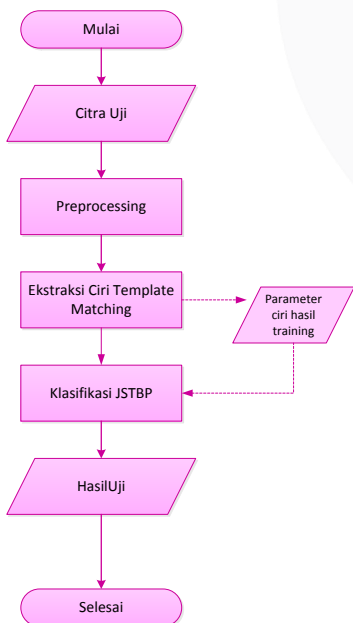 Mulai
Citra Uji
Preprocessing
Ekstraksi Ciri Template
Matching
Parameter
ciri hasil
training
Klasifikasi JSTBP
HasilUji
Selesai